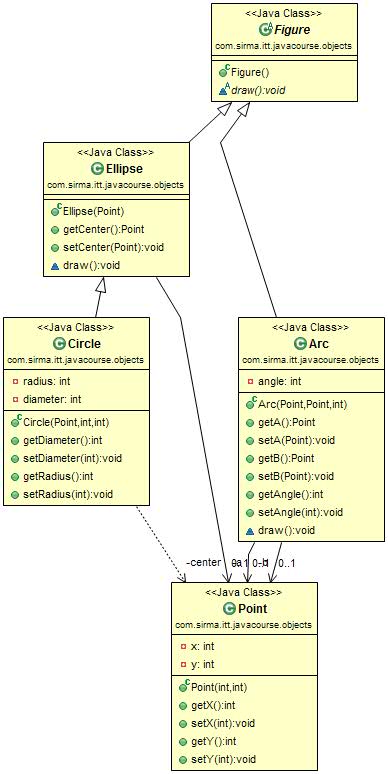 <<Java Class>>
Figure
com.sirma.itt.javacourse.objects
Figure()
draw():void
<<Java Class>>
Ellipse
com.sirma.itt.javacourse.objects
Ellipse(Point)
getCenter():Point
setCenter(Point):void
draw():void
<<Java Class>>
Circle
com.sirma.itt.javacourse.objects
radius: int
diameter: int
Circle(Point,int,int)
getDiameter():int
setDiameter(int):void
getRadius():int
setRadius(int):void
<<Java Class>>
Arc
com.sirma.itt.javacourse.objects
angle: int
Arc(Point,Point,int)
getA():Point
setA(Point):void
getB():Point
setB(Point):void
getAngle():int
setAngle(int):void
draw():void
-center 0..1
<<Java Class>>
Point
com.sirma.itt.javacourse.objects
x: int
y: int
Point(int,int)
getX():int
setX(int):void
getY():int
setY(int):void